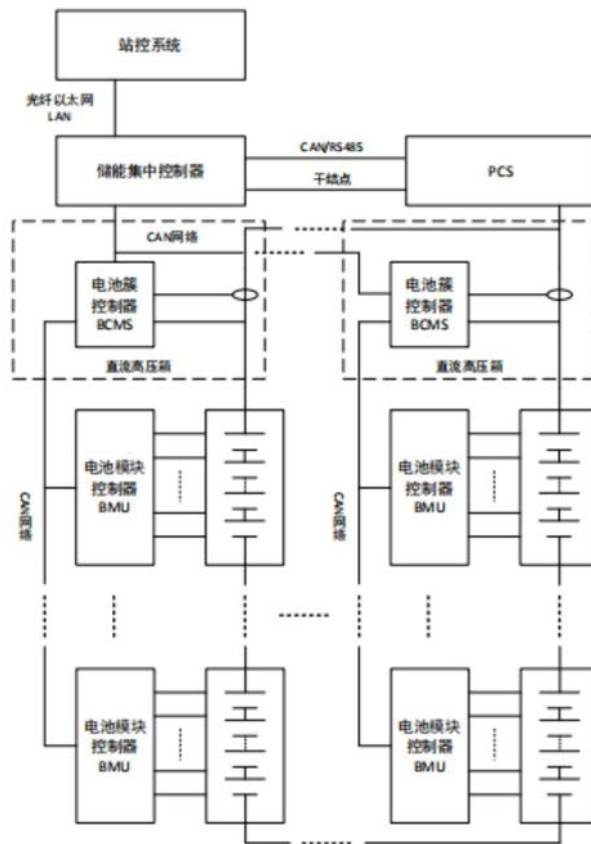 站控系统
光纤以太网
LAN
储能集中控制器
CAN/RS485
干结点
PCS
CAN网络
电池簇
控制器
BCMS
直流高压箱
电池簇
控制器
BCMS
直流高压箱
电池模块
控制器
BMU
CAN网络
电池模块
控制器
BMU
CAN网络
电池模块
控制器
BMU
电池模块
控制器
BMU